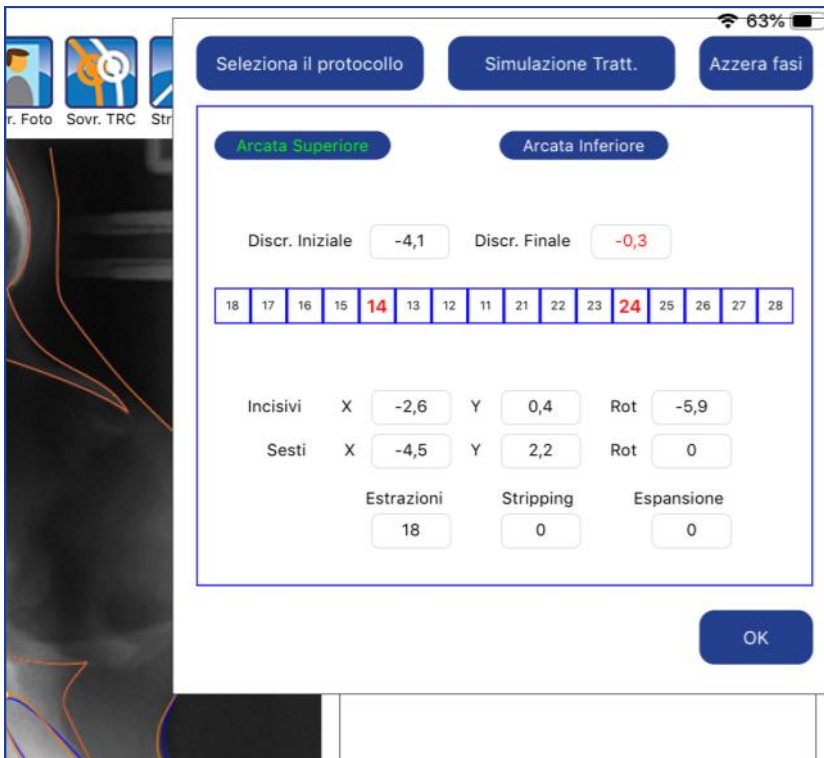 63%
Seleziona il protocollo Simulazione Tratt. Azzera fasi
r. Foto Sovr. TRC Str
Arcata Superiore Arcata Inferiore
Discr. Iniziale -4,1 Discr. Finale -0,3
18 17 16 15 14 13 12 11 21 22 23 24 25 26 27 28
Incisivi X -2,6 Y 0,4 Rot -5,9
Sesti X -4,5 Y 2,2 Rot 0
Estrazioni Stripping Espansione
18 0 0
OK